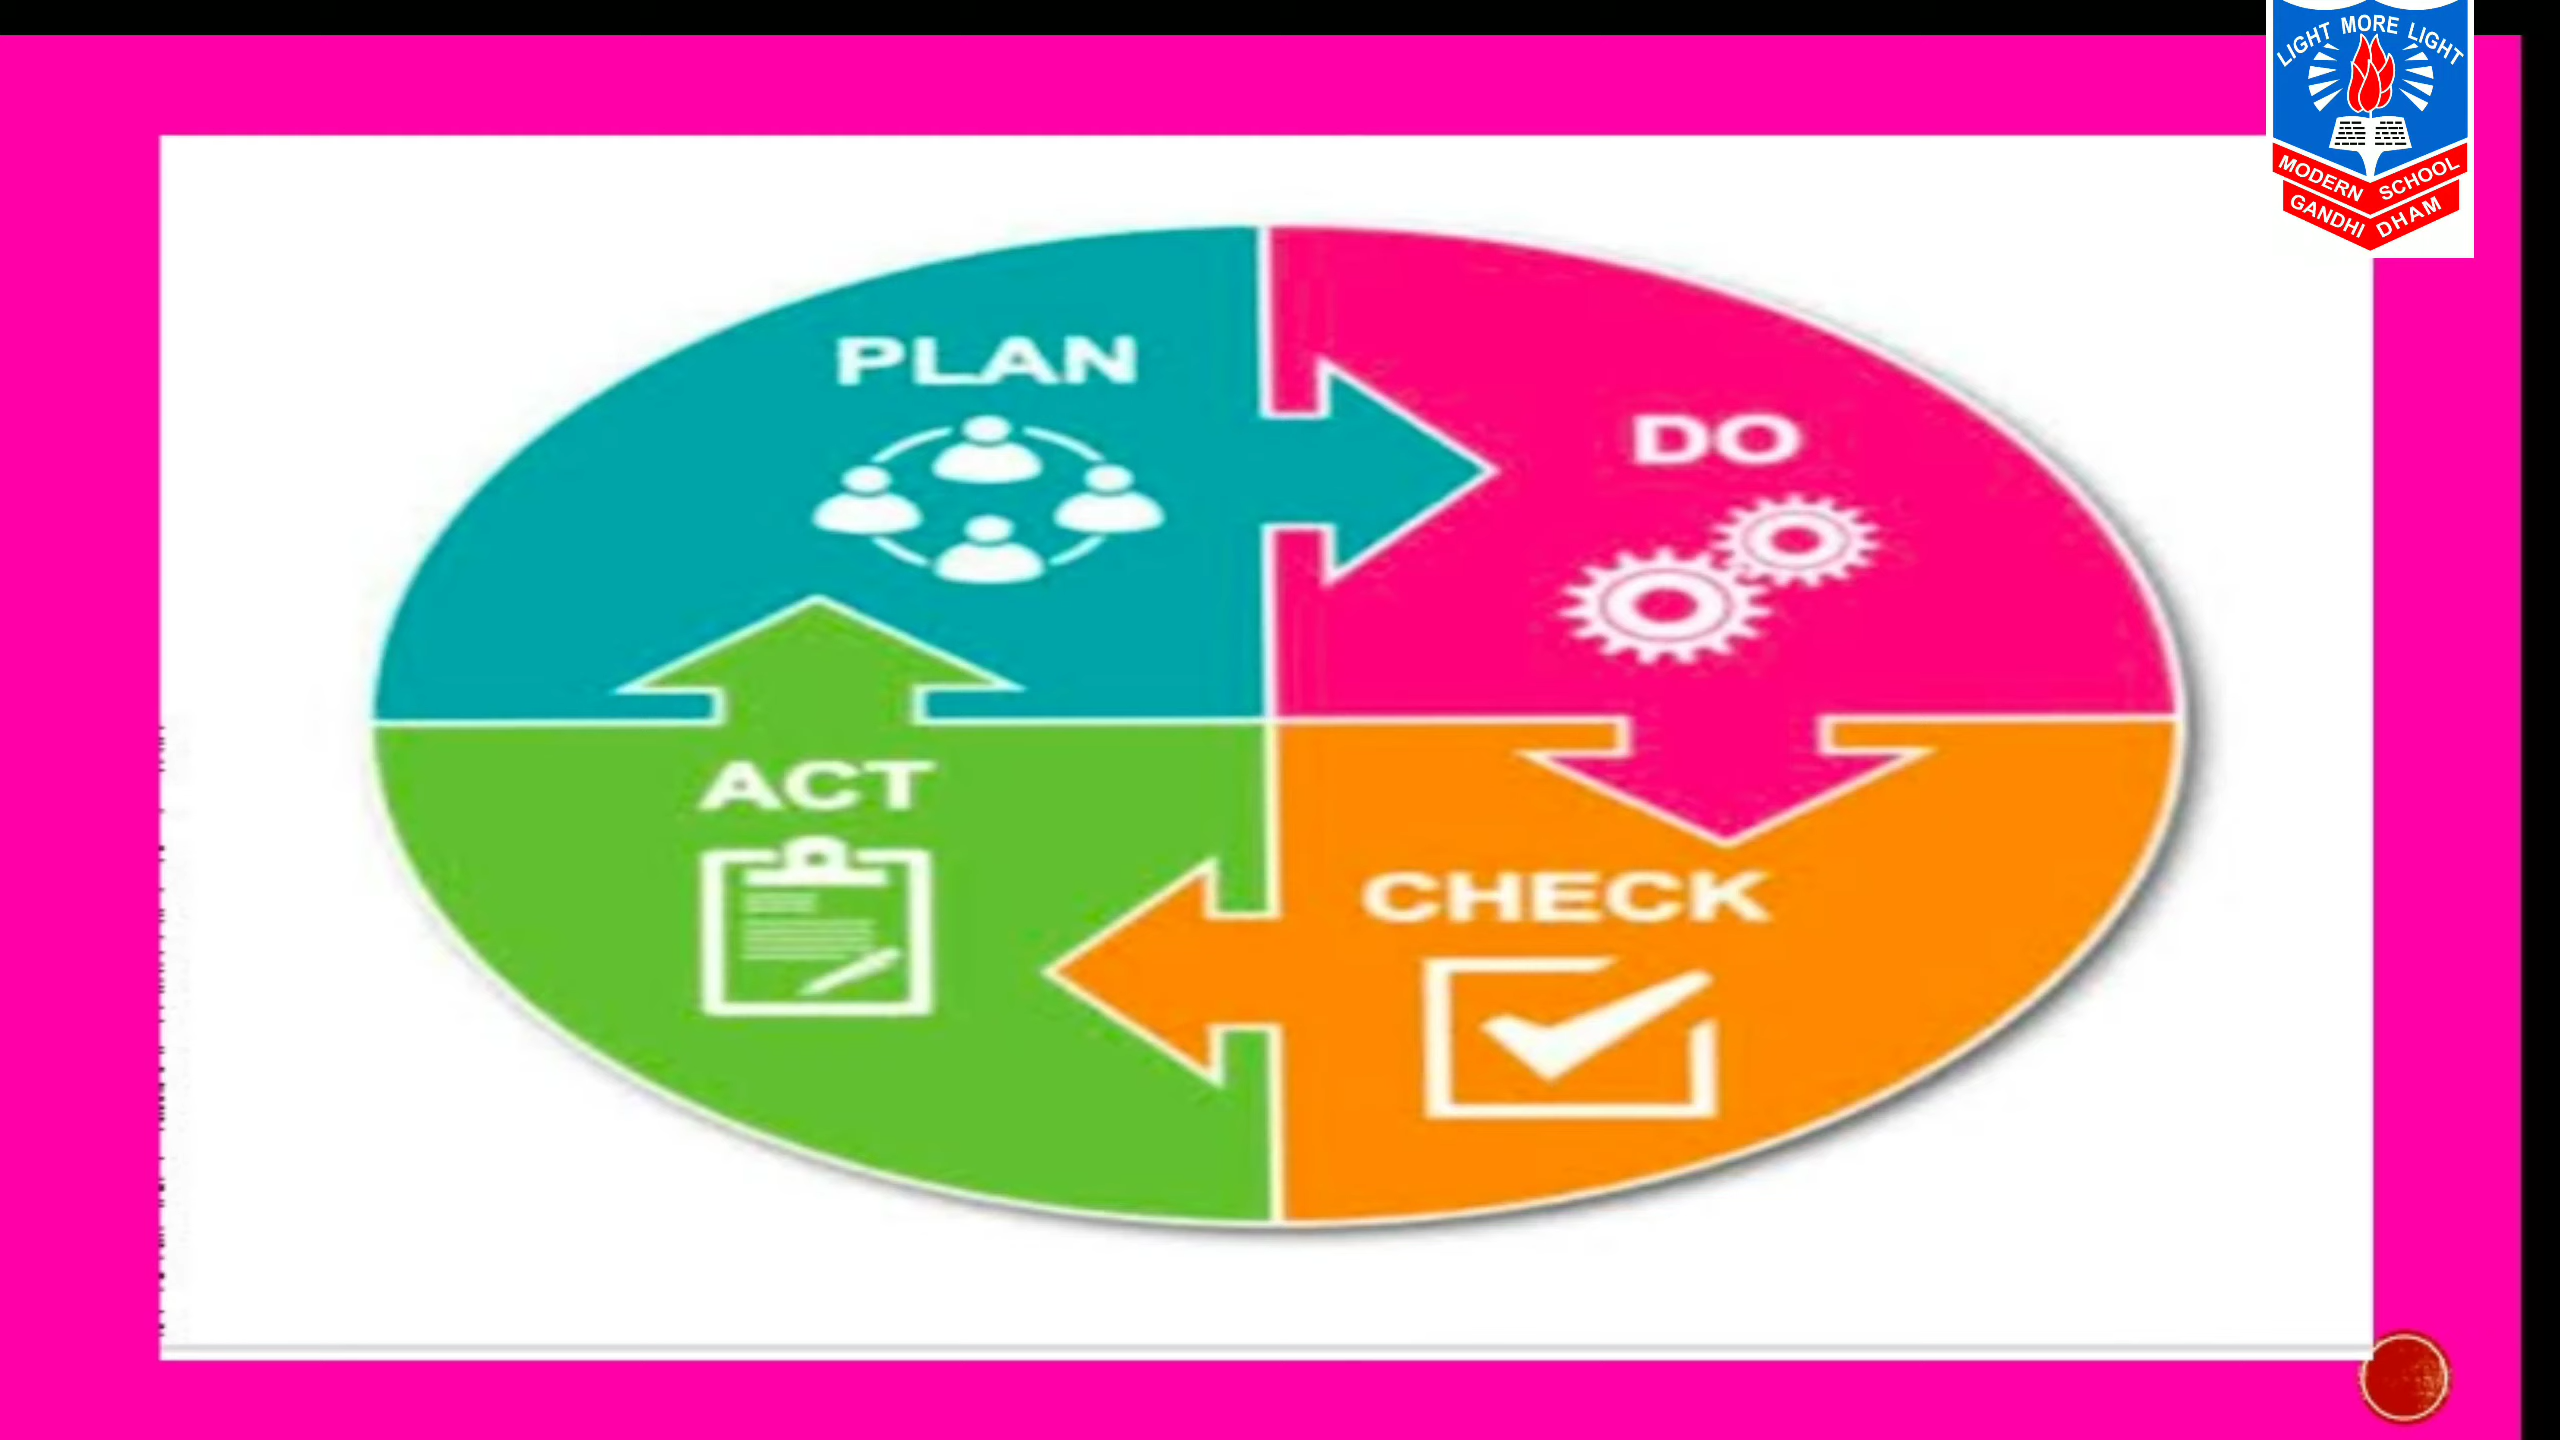 LIGHT MORE LIGHT
MODERN SCHOOL
GANDHI DHAM
PLAN
DO
ACT
CHECK